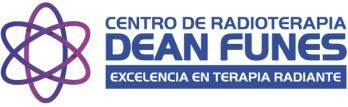 CENTRO DE RADIOTERAPIA
DEAN FUNES
EXCELENCIA EN TERAPIA RADIANTE